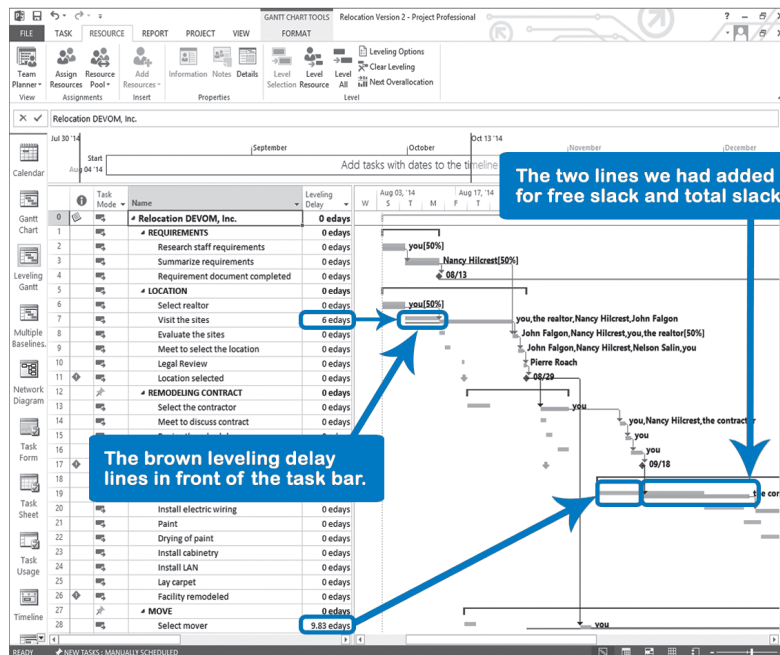 GANTT CHART TOOLS
Relocation Version 2 - Project Professional
FILE TASK RESOURCE REPORT PROJECT VIEW FORMAT
Team Planner
Assign Resources
Resource Pool
Add Resources
Information
Notes
Details
Level Selection
Level Resource
Level All
Leveling Options
Clear Leveling
Next Overallocation
View Assignments Insert Properties Level
Relocation DEVOM, Inc.
Jul 30 '14
Oct 13 '14
September October November December
Start
Aug 04 '14
Add tasks with dates to the timeline
The two lines we had added
for free slack and total slack
Calendar
Gantt Chart
Leveling Gantt
Multiple Baselines.
Network Diagram
Task Form
Task Sheet
Task Usage
Timeline
Task Mode
Name
Leveling Delay
Aug 03, '14
Aug 17, '14
W S T M F T
0 Relocation DEVOM, Inc. 0 edays
1 REQUIREMENTS 0 edays
2 Research staff requirements 0 edays you[50%]
3 Summarize requirements 0 edays Nancy Hilcrest[50%]
4 Requirement document completed 0 edays 08/13
5 LOCATION 0 edays
6 Select realtor 0 edays you[50%]
7 Visit the sites 6 edays you,the realtor,Nancy Hilcrest,John Falgon
8 Evaluate the sites 0 edays John Falgon,Nancy Hilcrest,you,the realtor[50%]
9 Meet to select the location 0 edays John Falgon,Nancy Hilcrest,Nelson Salin,you
10 Legal Review 0 edays Pierre Roach
11 Location selected 0 edays 08/29
12 REMODELING CONTRACT 0 edays
13 Select the contractor 0 edays you
14 Meet to discuss contract 0 edays you,Nancy Hilcrest,the contractor
15 you
16 you
17 09/18
The brown leveling delay
lines in front of the task bar.
18
19 the cor
20 Install electric wiring 0 edays
21 Paint 0 edays
22 Drying of paint 0 edays
23 Install cabinetry 0 edays
24 Install LAN 0 edays
25 Lay carpet 0 edays
26 Facility remodeled 0 edays
27 MOVE 0 edays
28 Select mover 9.83 edays you
READY NEW TASKS : MANUALLY SCHEDULED